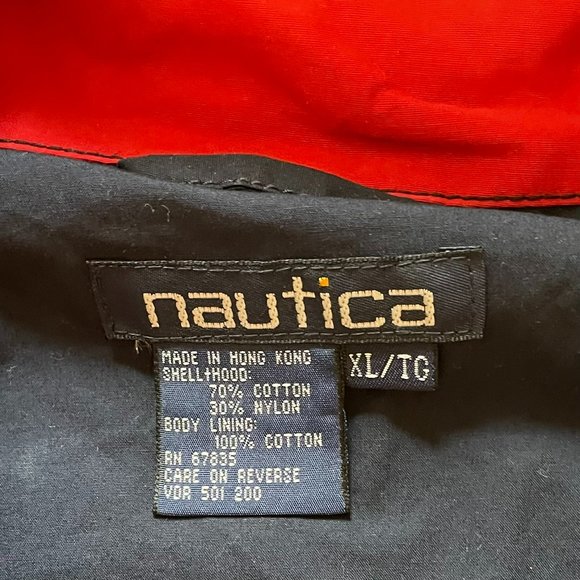 nautica
XL/TG
MADE IN HONG KONG
SHELL+HOOD:
70% COTTON
30% NYLON
BODY LINING:
100% COTTON
RN 67835
CARE ON REVERSE
VDR 501 200